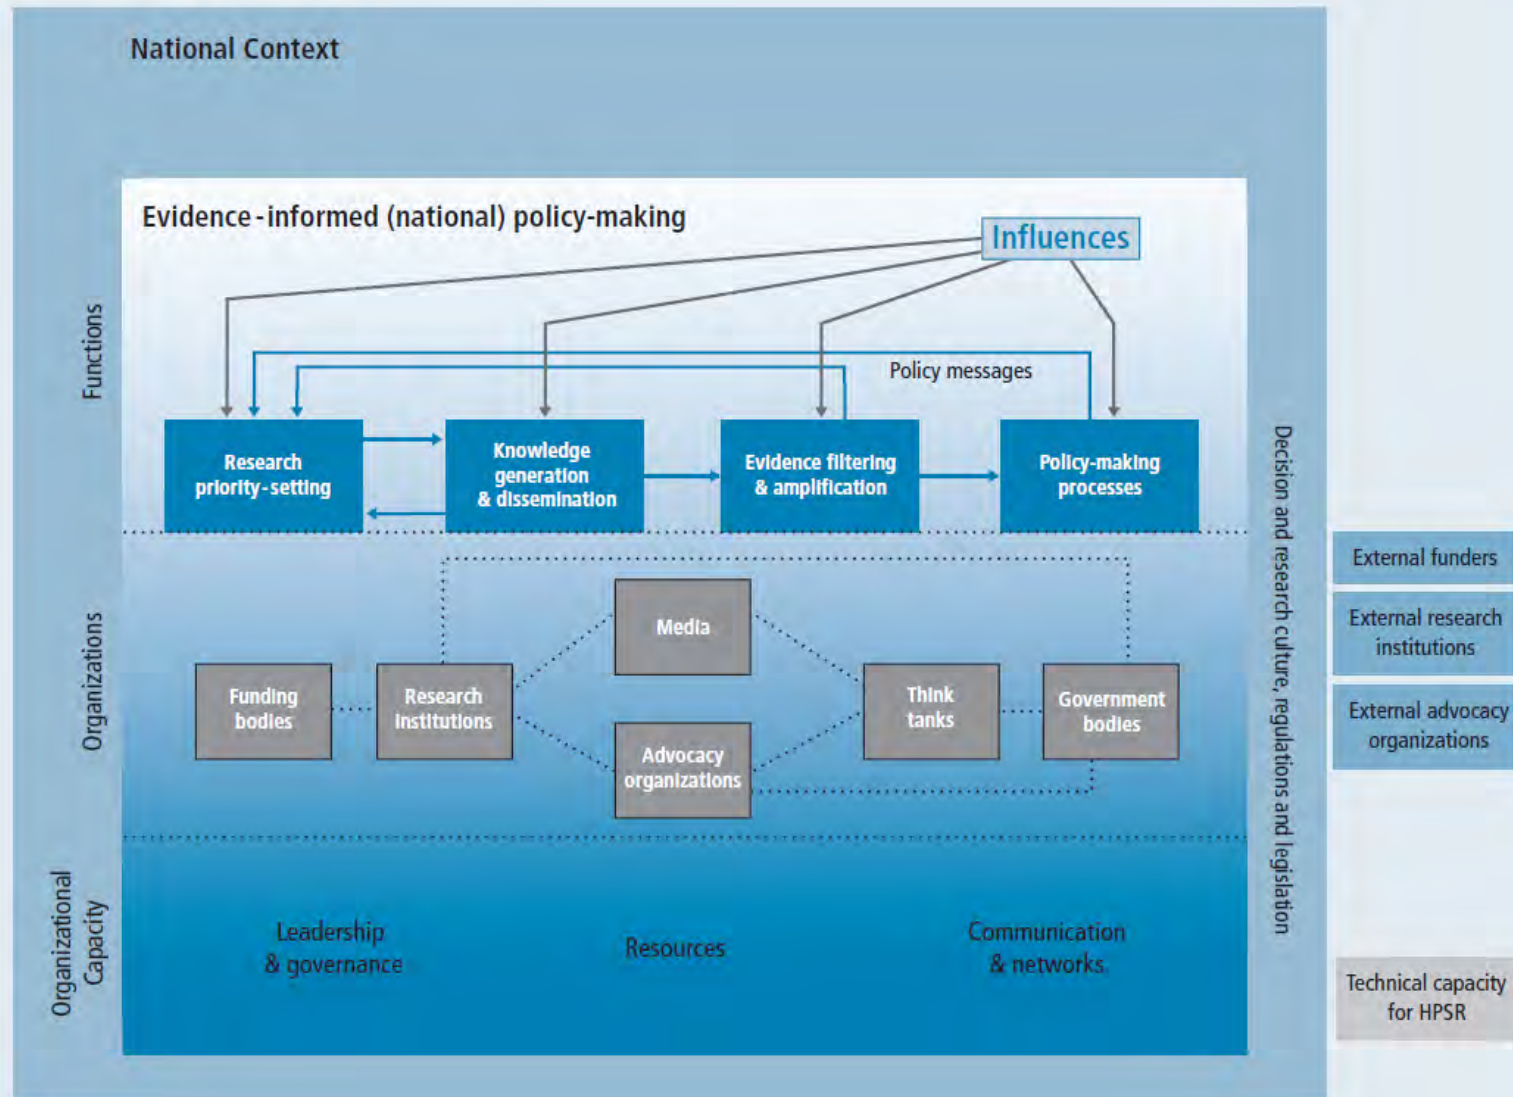 National Context
Evidence-informed (national) policy-making
Influences
Functions
Policy messages
Research
priority-setting
Knowledge
generation
& dissemination
Evidence filtering
& amplification
Policy-making
processes
Organizations
Funding
bodies
Research
institutions
Media
Advocacy
organizations
Think
tanks
Government
bodies
Organizational
Capacity
Leadership
& governance
Resources
Communication
& networks
Decision and research culture, regulations and legislation
External funders
External research
institutions
External advocacy
organizations
Technical capacity
for HPSR